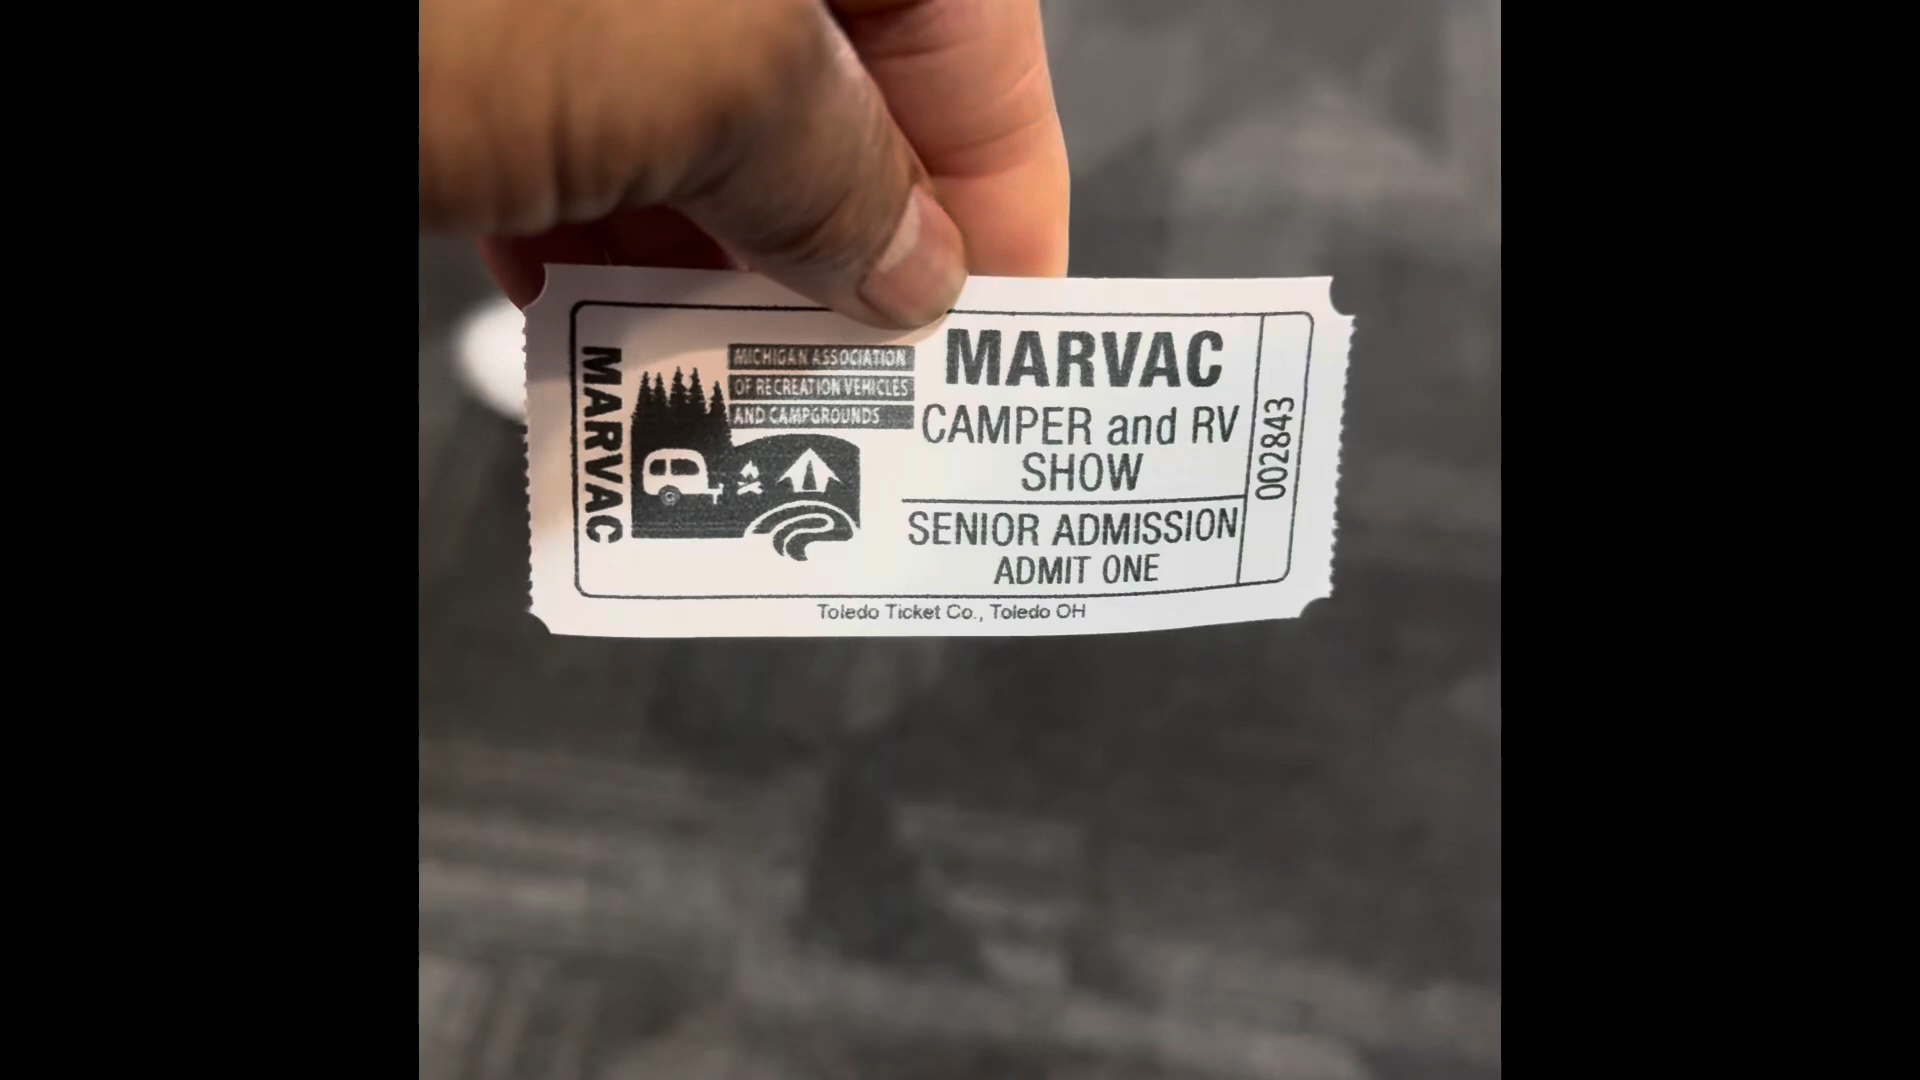 MARVAC
MICHIGAN ASSOCIATION
OF RECREATION VEHICLES
AND CAMPGROUNDS
MARVAC
CAMPER and RV
SHOW
SENIOR ADMISSION
ADMIT ONE
002843
Toledo Ticket Co., Toledo OH